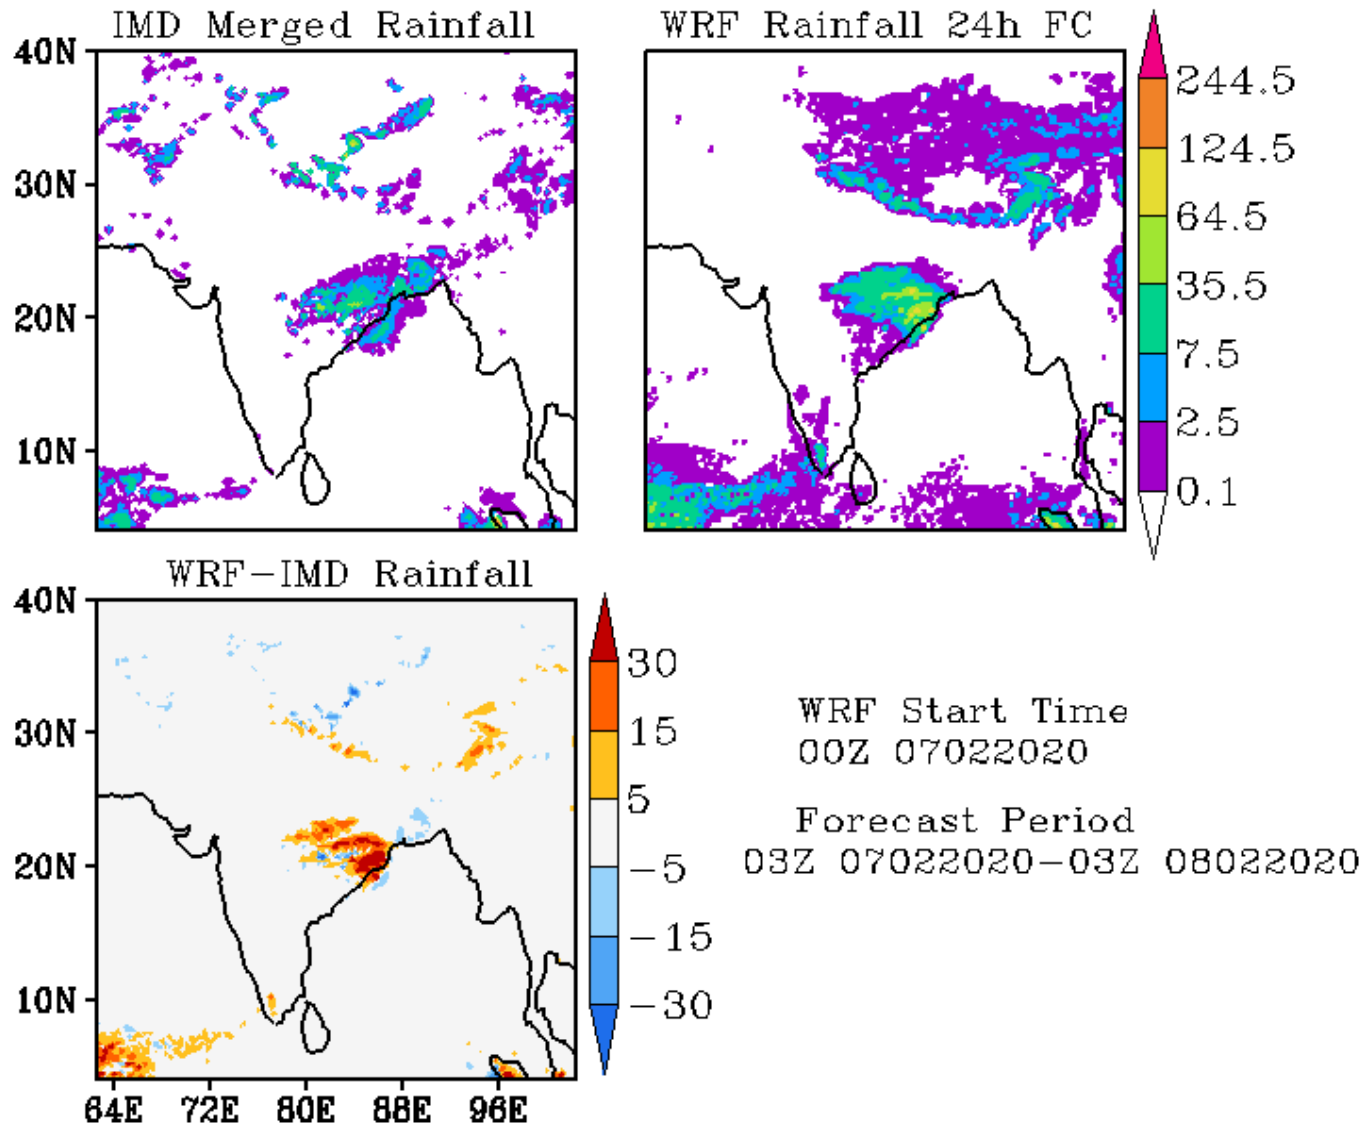 IMD Merged Rainfall
WRF Rainfall 24h FC
40N
30N
20N
10N
244.5
124.5
64.5
35.5
7.5
2.5
0.1
WRF-IMD Rainfall
40N
30N
20N
10N
64E 72E 80E 88E 96E
30
15
5
-5
-15
-30
WRF Start Time
00Z 07022020
Forecast Period
03Z 07022020-03Z 08022020